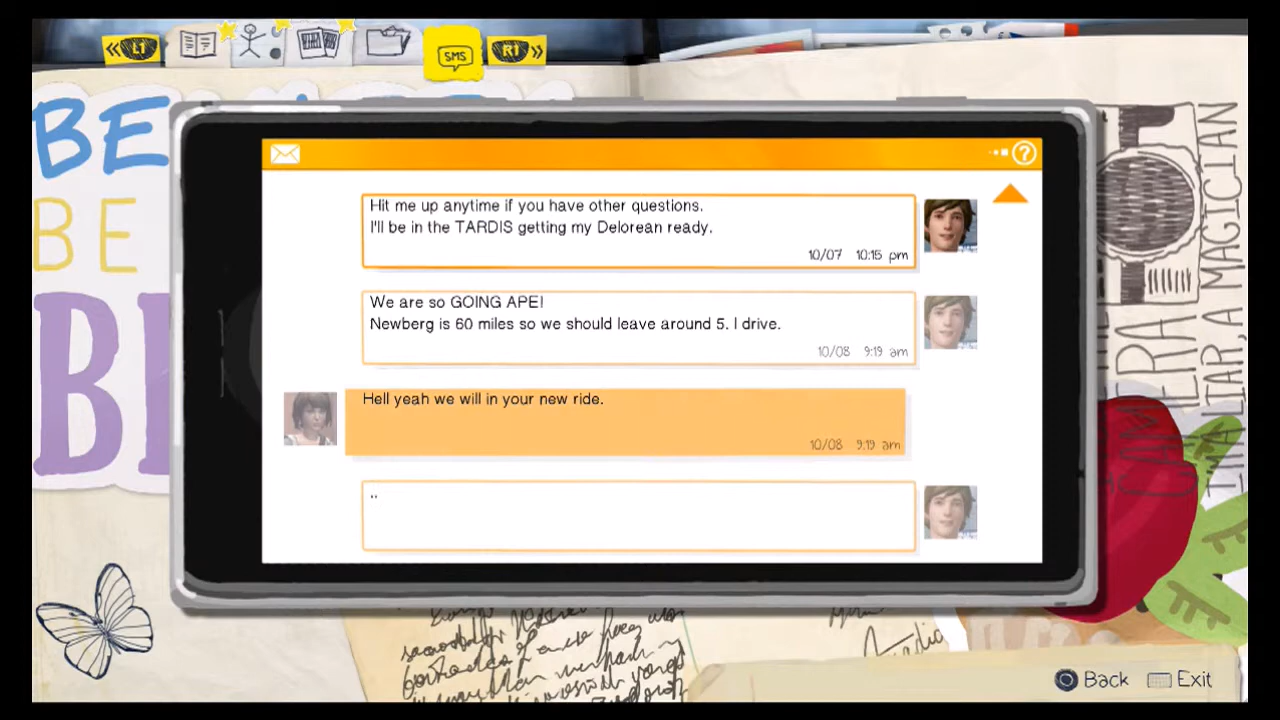 L1
SMS
R1
BE
BE
Hit me up anytime if you have other questions.
I'll be in the TARDIS getting my Delorean ready.
10/07 10:15 pm
We are so GOING APE!
Newberg is 60 miles so we should leave around 5. I drive.
10/08 9:19 am
Hell yeah we will in your new ride.
10/08 9:19 am
..
CAMERA
I'M A LIAR, A MAGICIAN
Back
Exit